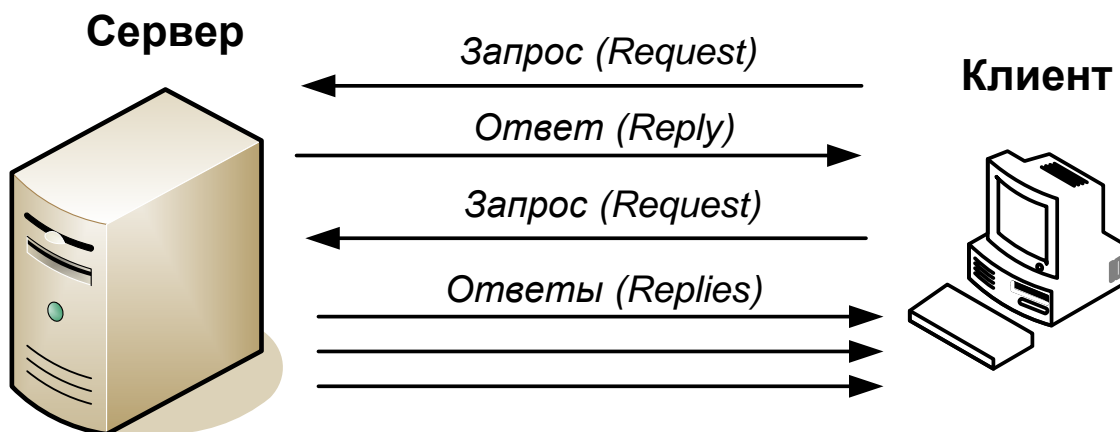 Сервер
Запрос (Request)
Клиент
Ответ (Reply)
Запрос (Request)
Ответы (Replies)